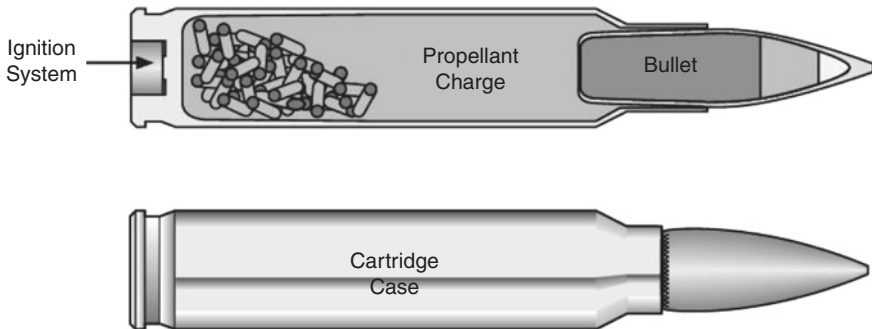 Ignition
System
Propellant
Charge
Bullet
Cartridge
Case